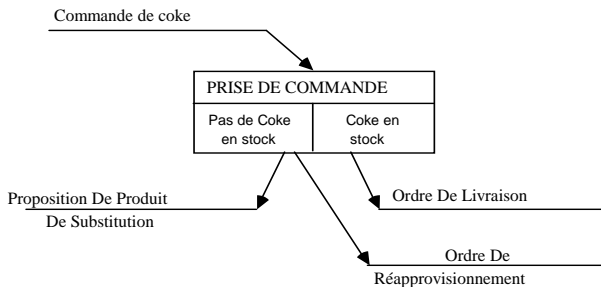 Commande de coke
PRISE DE COMMANDE
Pas de Coke
en stock
Coke en
stock
Proposition De Produit
De Substitution
Ordre De Livraison
Ordre De
Réapprovisionnement